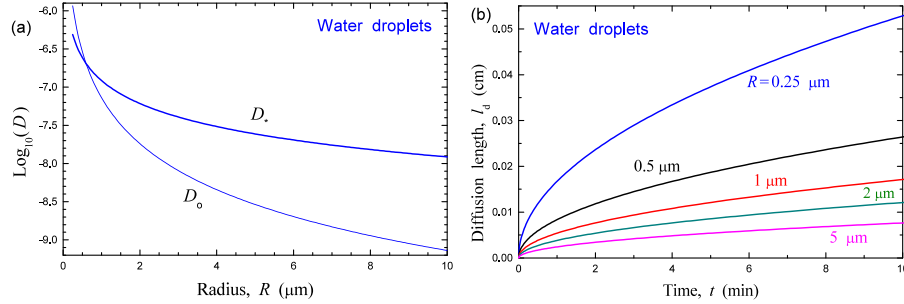 (a)
Water droplets
-6,0
-6,5
-7,0
-7,5
-8,0
-8,5
-9,0
Log₁₀(D)
D*
D₀
0
2
4
6
8
10
Radius, R (μm)
(b)
Water droplets
0,05
0,04
0,03
0,02
0,01
0,00
Diffusion length, l_d (cm)
R=0.25 μm
0.5 μm
1 μm
2 μm
5 μm
0
2
4
6
8
10
Time, t (min)